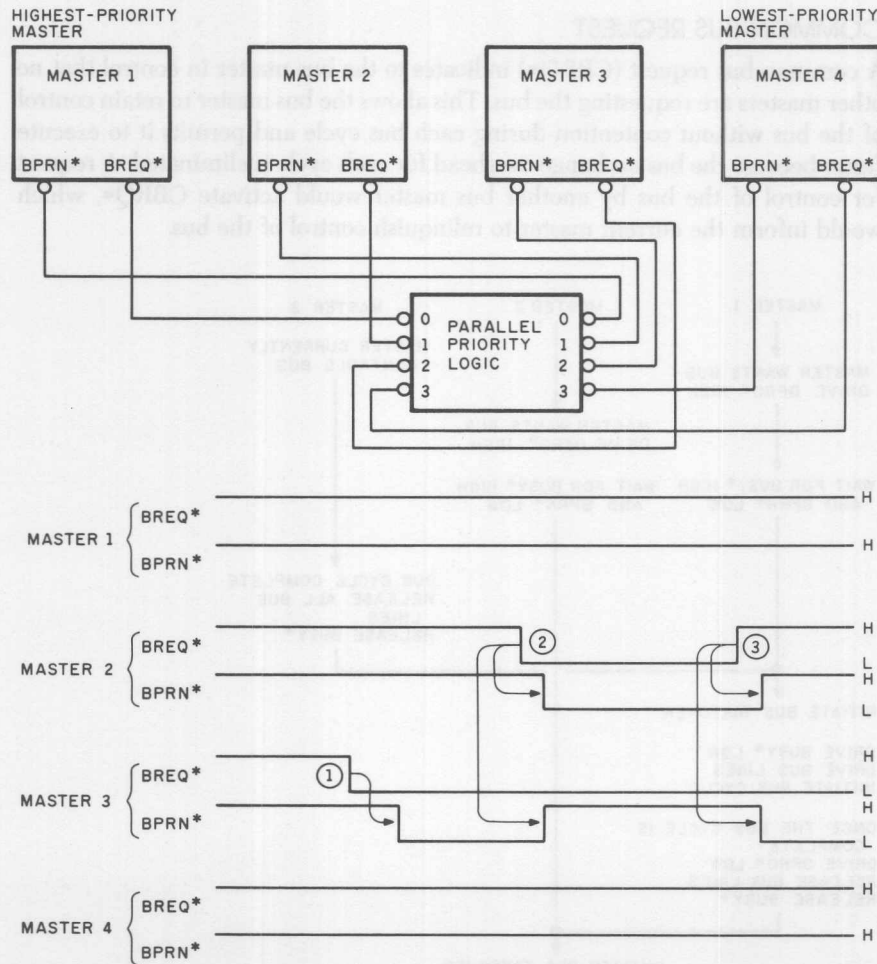 HIGHEST-PRIORITY
MASTER
LOWEST-PRIORITY
MASTER
MASTER 1
MASTER 2
MASTER 3
MASTER 4
BPRN* BREQ*
BPRN* BREQ*
BPRN* BREQ*
BPRN* BREQ*
0 PARALLEL 0
1 PRIORITY 1
2 LOGIC 2
3 3
MASTER 1
BREQ* H
BPRN* H
MASTER 2
BREQ* 2 3 H
L
BPRN* H
L
MASTER 3
BREQ* 1 H
L
BPRN* H
L
MASTER 4
BREQ* H
BPRN* H